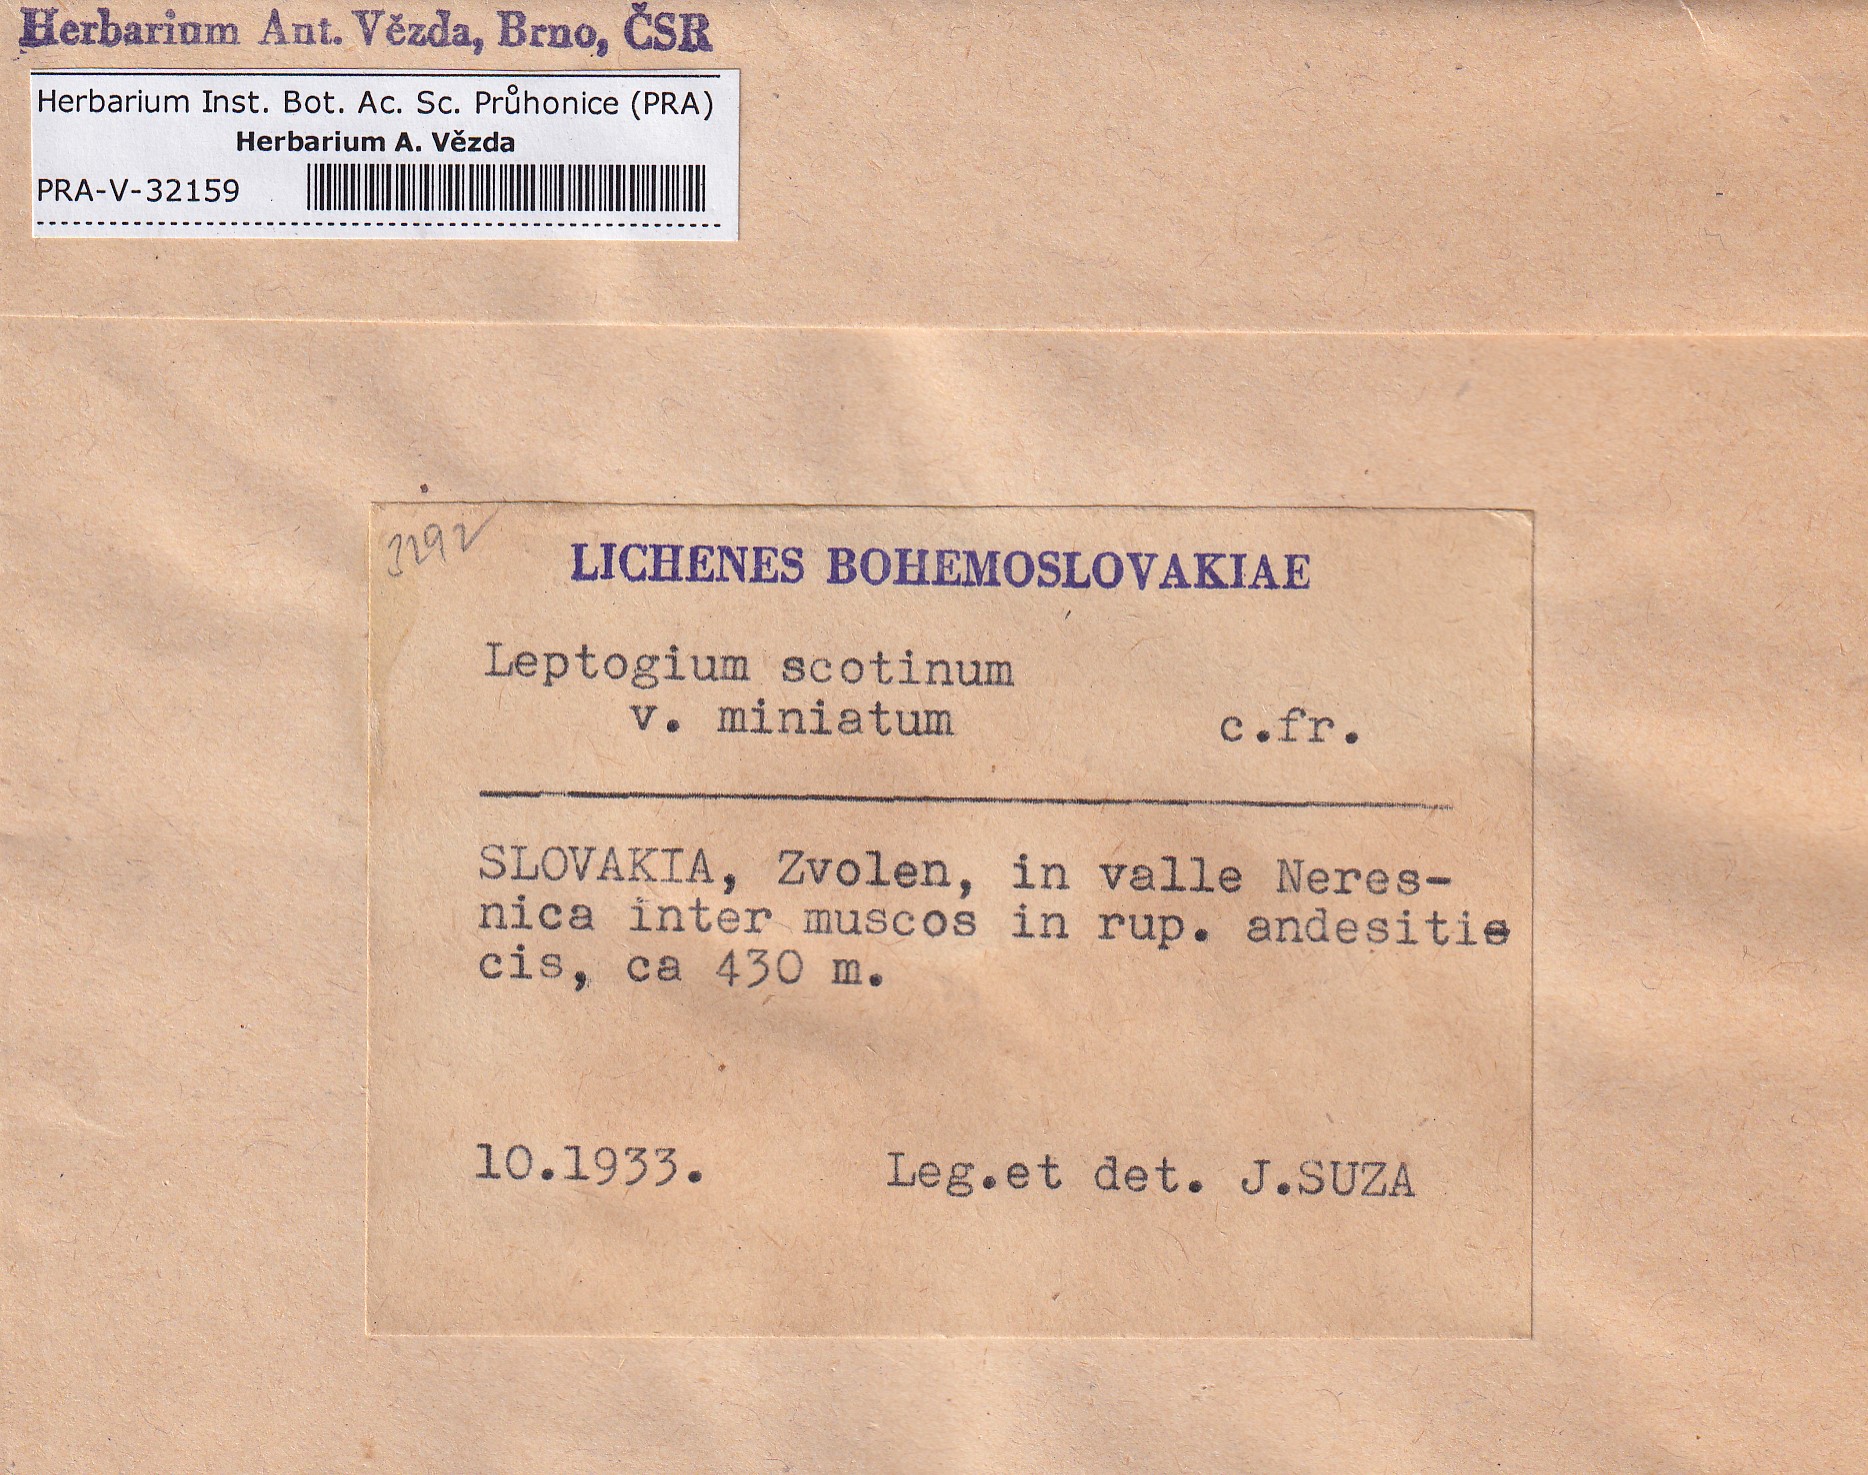 Herbarium Ant. Vězda, Brno, ČSR
Herbarium Inst. Bot. Ac. Sc. Průhonice (PRA)
Herbarium A. Vězda
PRA-V-32159
3292
LICHENES BOHEMOSLOVAKIAE
Leptogium scotinum
v. miniatum c.fr.
SLOVAKIA, Zvolen, in valle Neres-
nica inter muscos in rup. andesiti-
cis, ca 430 m.
10.1933. Leg.et det. J.SUZA